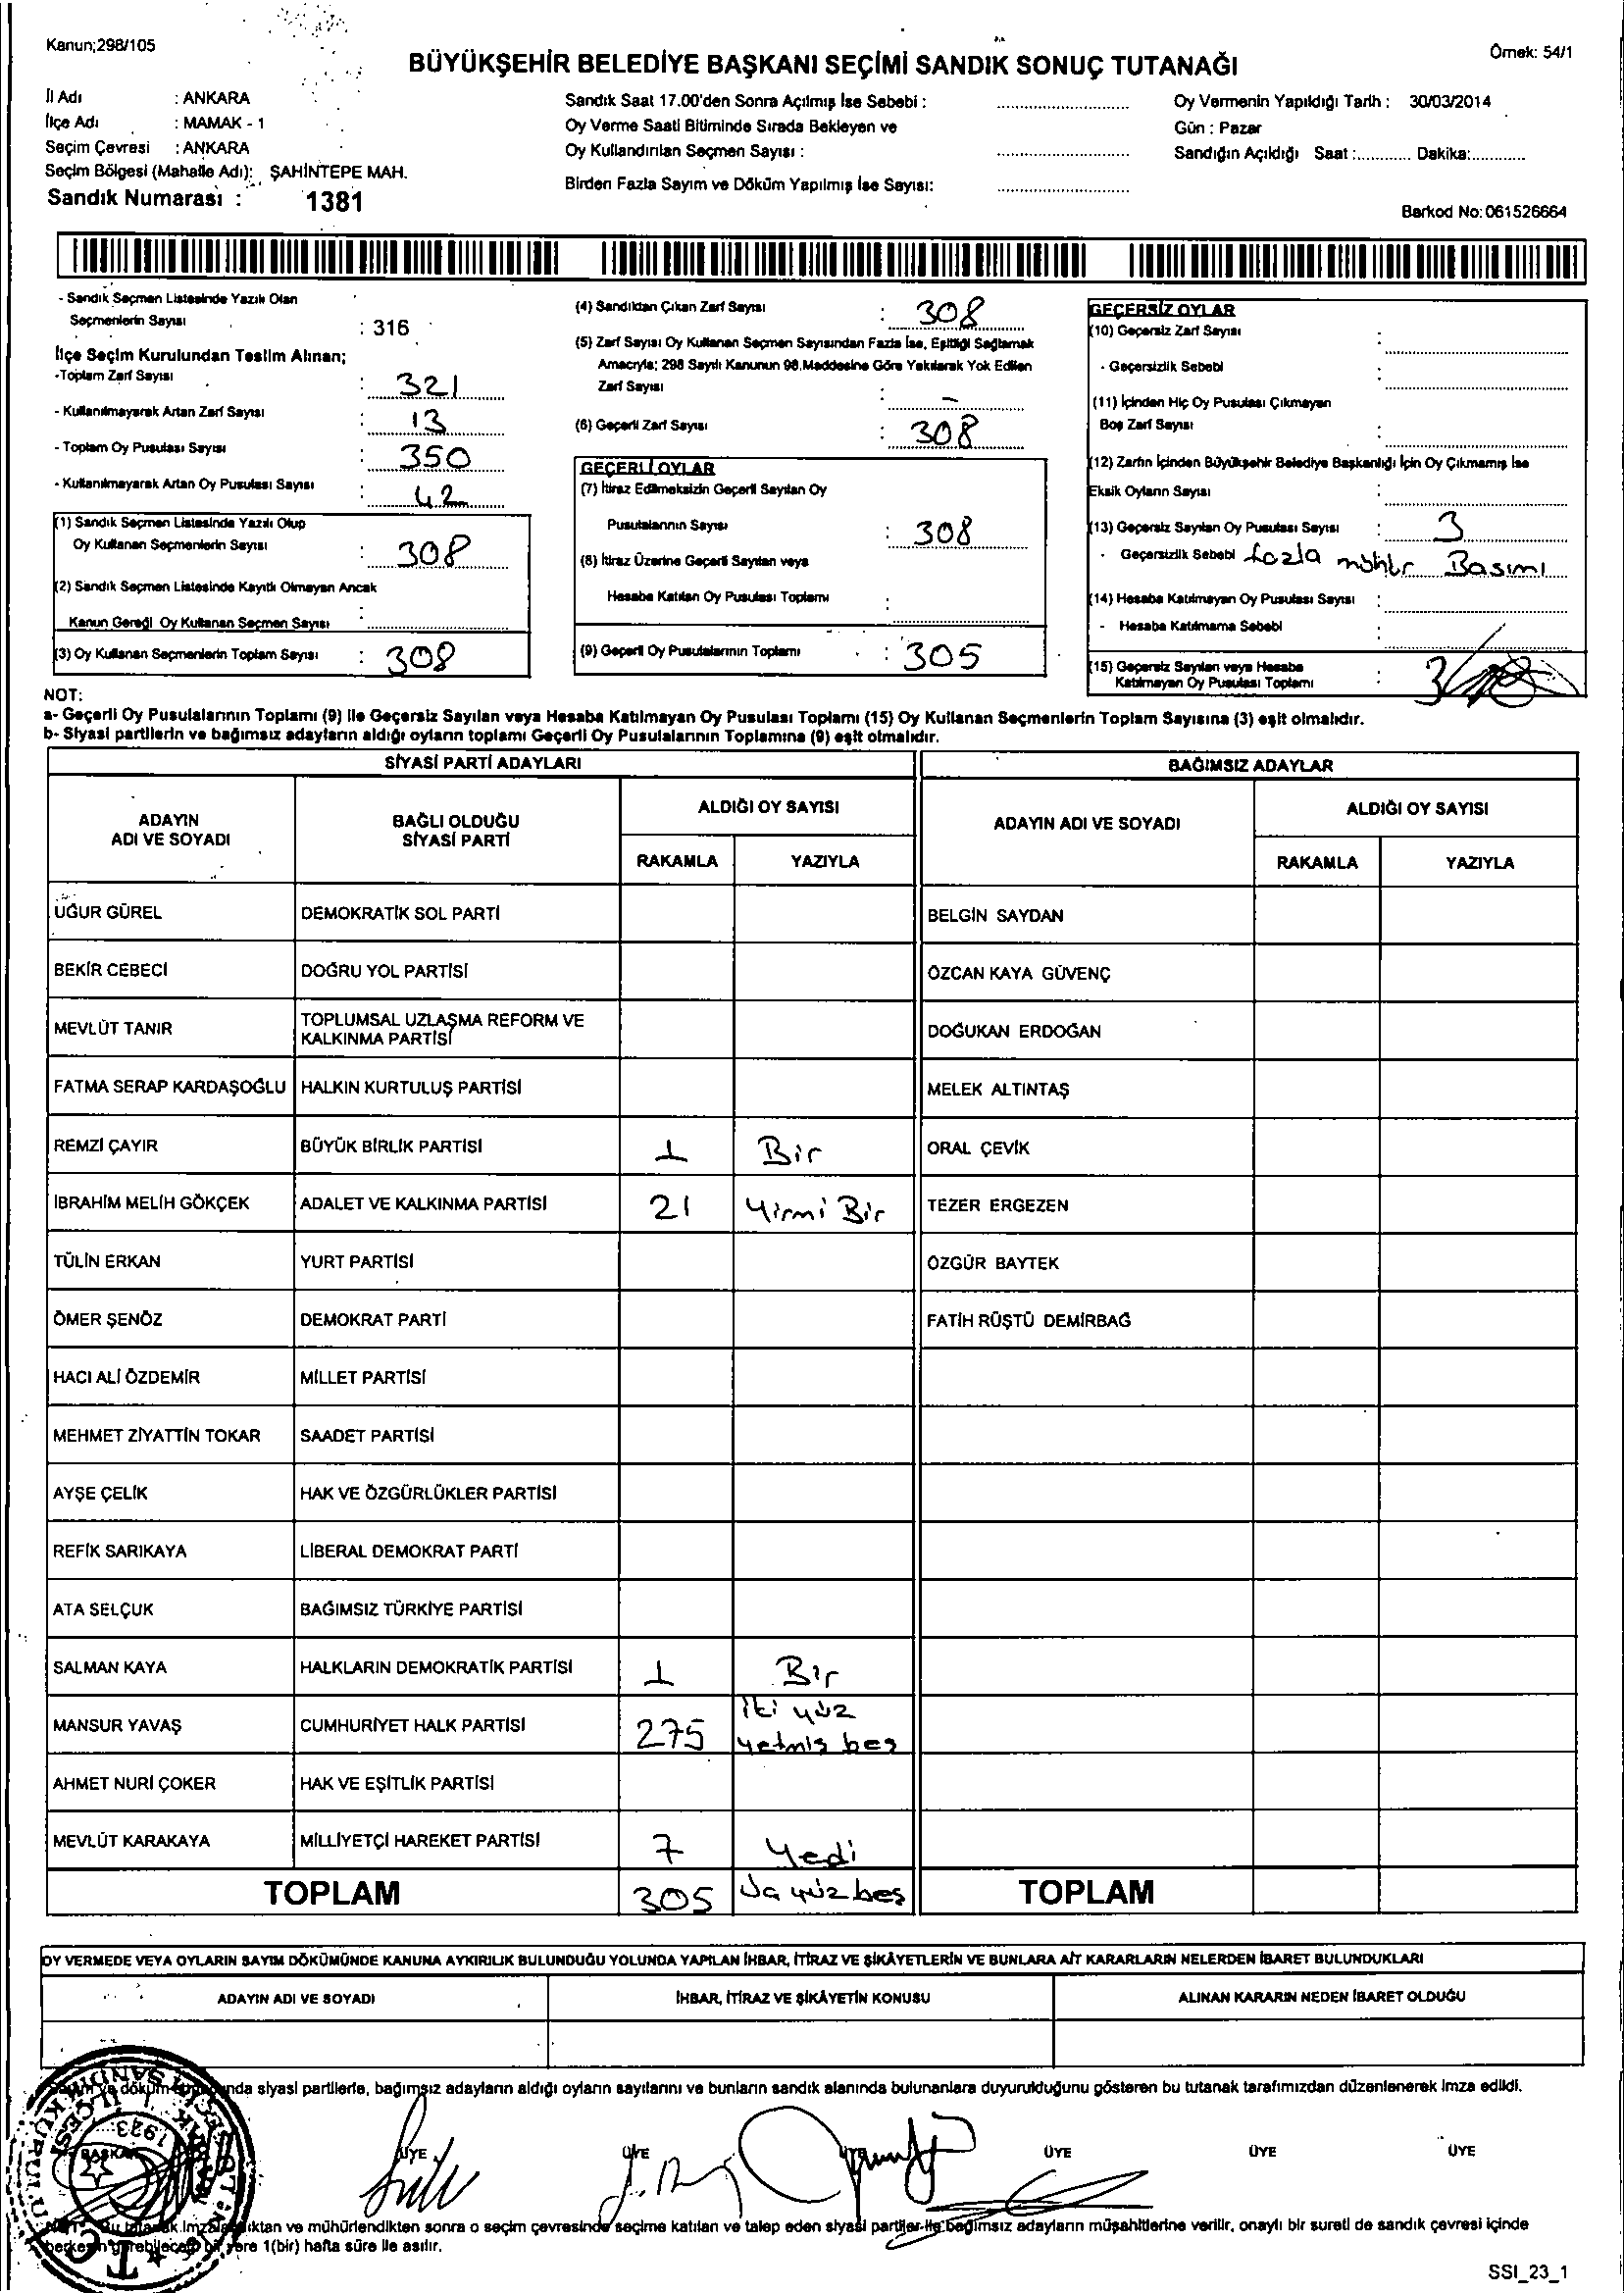 Kanun;298/105
BÜYÜKŞEHİR BELEDİYE BAŞKANI SEÇİMİ SANDIK SONUÇ TUTANAĞI
Örnek: 54/1
İl Adı : ANKARA
İlçe Adı : MAMAK - 1
Seçim Çevresi : ANKARA
Seçim Bölgesi (Mahalle Adı): ŞAHİNTEPE MAH.
Sandık Numarası : 1381
Sandık Saat 17.00'den Sonra Açılmış İse Sebebi : ..............
Oy Verme Saati Bitiminde Sırada Bekleyen ve
Oy Kullandırılan Seçmen Sayısı : ..............
Birden Fazla Sayım ve Döküm Yapılmış İse Sayısı: ..............
Oy Vermenin Yapıldığı Tarih : 30/03/2014
Gün : Pazar
Sandığın Açıldığı Saat :............ Dakika:............
Barkod No: 061526664
- Sandık Seçmen Listesinde Yazılı Olan
Seçmenlerin Sayısı : 316
İlçe Seçim Kurulundan Teslim Alınan;
-Toplam Zarf Sayısı : 321
- Kullanılmayarak Artan Zarf Sayısı : 13
- Toplam Oy Pusulası Sayısı : 350
- Kullanılmayarak Artan Oy Pusulası Sayısı : 42
(1) Sandık Seçmen Listesinde Yazılı Olup
Oy Kullanan Seçmenlerin Sayısı : 308
(2) Sandık Seçmen Listesinde Kayıtlı Olmayan Ancak
Kanun Gereği Oy Kullanan Seçmen Sayısı :
(3) Oy Kullanan Seçmenlerin Toplam Sayısı : 308
(4) Sandıktan Çıkan Zarf Sayısı : 308
(5) Zarf Sayısı Oy Kullanan Seçmen Sayısından Fazla İse, Eşitliği Sağlamak
Amacıyla; 298 Sayılı Kanunun 98.Maddesine Göre Yakılarak Yok Edilen
Zarf Sayısı : -
(6) Geçerli Zarf Sayısı : 308
GEÇERLİ OYLAR
(7) İtiraz Edilmeksizin Geçerli Sayılan Oy
Pusulalarının Sayısı : 308
(8) İtiraz Üzerine Geçerli Sayılan veya
Hesaba Katılan Oy Pusulası Toplamı :
(9) Geçerli Oy Pusulalarının Toplamı : 305
GEÇERSİZ OYLAR
(10) Geçersiz Zarf Sayısı :
- Geçersizlik Sebebi :
(11) İçinden Hiç Oy Pusulası Çıkmayan
Boş Zarf Sayısı :
(12) Zarfın İçinden Büyükşehir Belediye Başkanlığı İçin Oy Çıkmamış İse
Eksik Oyların Sayısı :
(13) Geçersiz Sayılan Oy Pusulası Sayısı : 3
- Geçersizlik Sebebi fazla mühür Basımı
(14) Hesaba Katılmayan Oy Pusulası Sayısı :
- Hesaba Katılmama Sebebi :
(15) Geçersiz Sayılan veya Hesaba
Katılmayan Oy Pusulası Toplamı : 3
NOT:
a- Geçerli Oy Pusulalarının Toplamı (9) ile Geçersiz Sayılan veya Hesaba Katılmayan Oy Pusulası Toplamı (15) Oy Kullanan Seçmenlerin Toplam Sayısına (3) eşit olmalıdır.
b- Siyasi partilerin ve bağımsız adayların aldığı oyların toplamı Geçerli Oy Pusulalarının Toplamına (9) eşit olmalıdır.
SİYASİ PARTİ ADAYLARI
ADAYIN
ADI VE SOYADI
BAĞLI OLDUĞU
SİYASİ PARTİ
ALDIĞI OY SAYISI
RAKAMLA YAZIYLA
UĞUR GÜREL DEMOKRATİK SOL PARTİ
BEKİR CEBECİ DOĞRU YOL PARTİSİ
MEVLÜT TANIR TOPLUMSAL UZLAŞMA REFORM VE
KALKINMA PARTİSİ
FATMA SERAP KARDAŞOĞLU HALKIN KURTULUŞ PARTİSİ
REMZİ ÇAYIR BÜYÜK BİRLİK PARTİSİ 1 Bir
İBRAHİM MELİH GÖKÇEK ADALET VE KALKINMA PARTİSİ 21 Yirmi Bir
TÜLİN ERKAN YURT PARTİSİ
ÖMER ŞENÖZ DEMOKRAT PARTİ
HACI ALİ ÖZDEMİR MİLLET PARTİSİ
MEHMET ZİYATTİN TOKAR SAADET PARTİSİ
AYŞE ÇELİK HAK VE ÖZGÜRLÜKLER PARTİSİ
REFİK SARIKAYA LİBERAL DEMOKRAT PARTİ
ATA SELÇUK BAĞIMSIZ TÜRKİYE PARTİSİ
SALMAN KAYA HALKLARIN DEMOKRATİK PARTİSİ 1 Bir
MANSUR YAVAŞ CUMHURİYET HALK PARTİSİ 275 iki yüz
yetmiş beş
AHMET NURİ ÇOKER HAK VE EŞİTLİK PARTİSİ
MEVLÜT KARAKAYA MİLLİYETÇİ HAREKET PARTİSİ 7 Yedi
TOPLAM 305 yüz beş
BAĞIMSIZ ADAYLAR
ADAYIN ADI VE SOYADI
ALDIĞI OY SAYISI
RAKAMLA YAZIYLA
BELGİN SAYDAN
ÖZCAN KAYA GÜVENÇ
DOĞUKAN ERDOĞAN
MELEK ALTINTAŞ
ORAL ÇEVİK
TEZER ERGEZEN
ÖZGÜR BAYTEK
FATİH RÜŞTÜ DEMİRBAĞ
TOPLAM
OY VERMEDE VEYA OYLARIN SAYIM DÖKÜMÜNDE KANUNA AYKIRILIK BULUNDUĞU YOLUNDA YAPILAN İHBAR, İTİRAZ VE ŞİKÂYETLERİN VE BUNLARA AİT KARARLARIN NELERDEN İBARET BULUNDUKLARI
ADAYIN ADI VE SOYADI
İHBAR, İTİRAZ VE ŞİKÂYETİN KONUSU
ALINAN KARARIN NEDEN İBARET OLDUĞU
siyasi partilerle, bağımsız adayların aldığı oyların sayılarını ve bunların sandık alanında bulunanlara duyurulduğunu gösteren bu tutanak tarafımızdan düzenlenerek imza edildi.
BAŞKAN ÜYE ÜYE ÜYE ÜYE ÜYE ÜYE
1923
T.C.
ve mühürlendikten sonra o seçim çevresinde seçime katılan ve talep eden siyasi partiler ile bağımsız adayların müşahitlerine verilir, onaylı bir sureti de sandık çevresi içinde
yere 1(bir) hafta süre ile asılır.
SSI_23_1